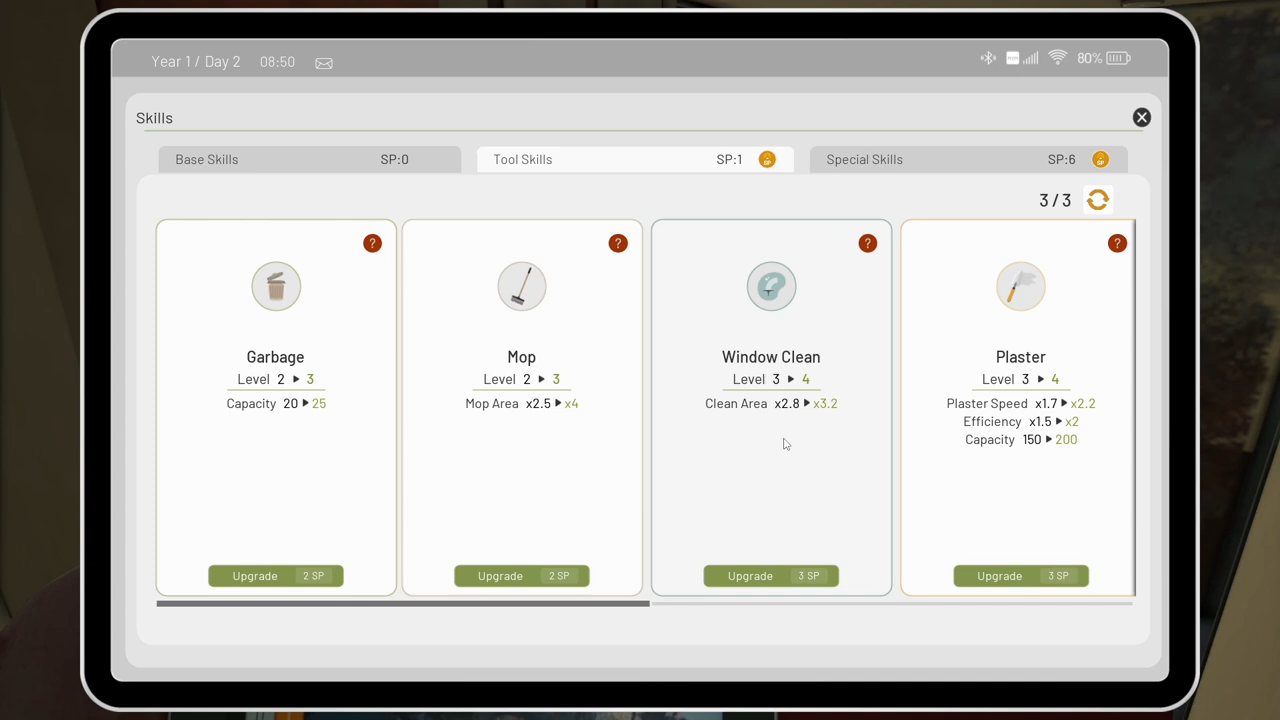 Year 1 / Day 2 08:50 80%
Skills
Base Skills SP:0 Tool Skills SP:1 SP Special Skills SP:6 SP
3 / 3
? ? ? ?
Garbage Mop Window Clean Plaster
Level 2 3 Level 2 3 Level 3 4 Level 3 4
Capacity 20 25 Mop Area x2.5 x4 Clean Area x2.8 x3.2 Plaster Speed x1.7 x2.2
Efficiency x1.5 x2
Capacity 150 200
Upgrade 2 SP Upgrade 2 SP Upgrade 3 SP Upgrade 3 SP